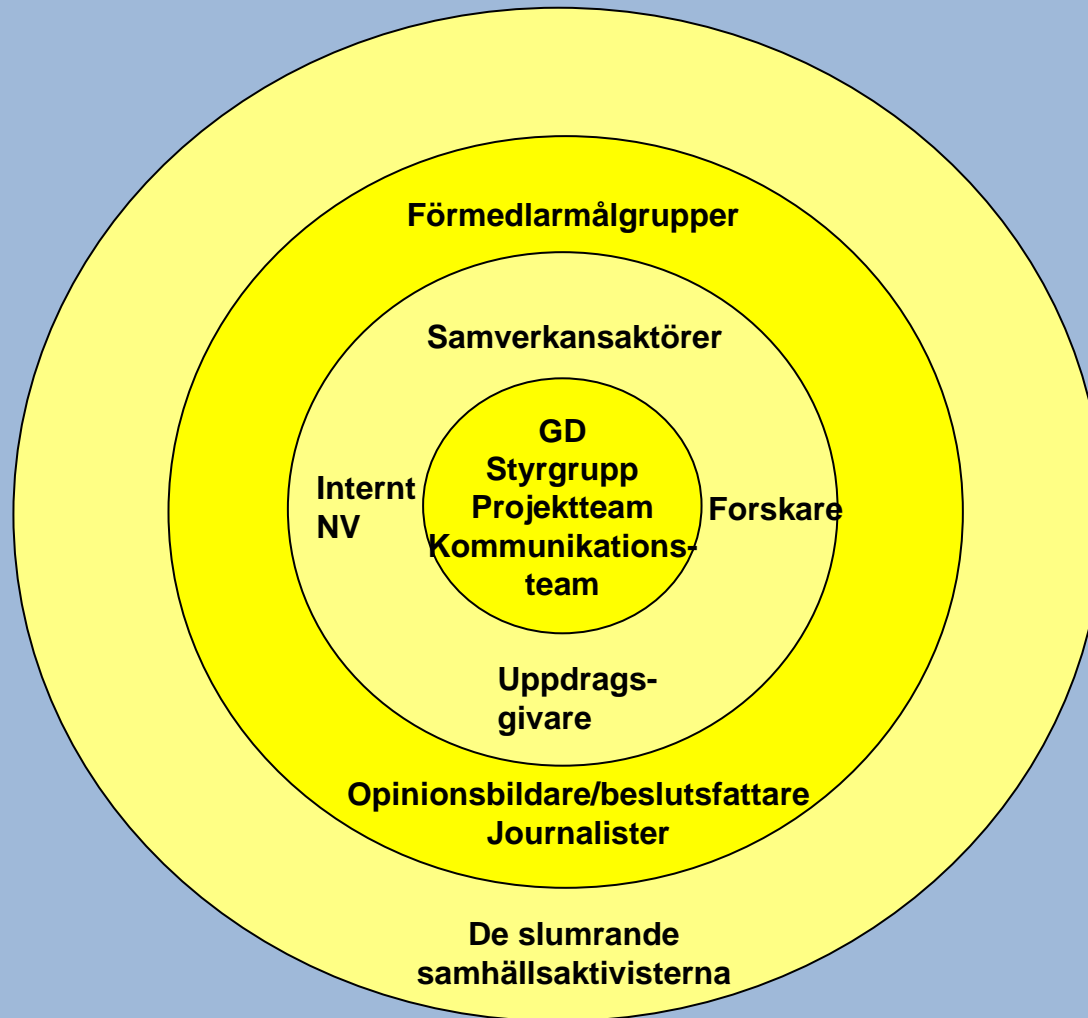 Förmedlarmålgrupper
Samverkansaktörer
GD
Styrgrupp
Projektteam
Kommunikations-
team
Internt
NV
Forskare
Uppdrags-
givare
Opinionsbildare/beslutsfattare
Journalister
De slumrande
samhällsaktivisterna